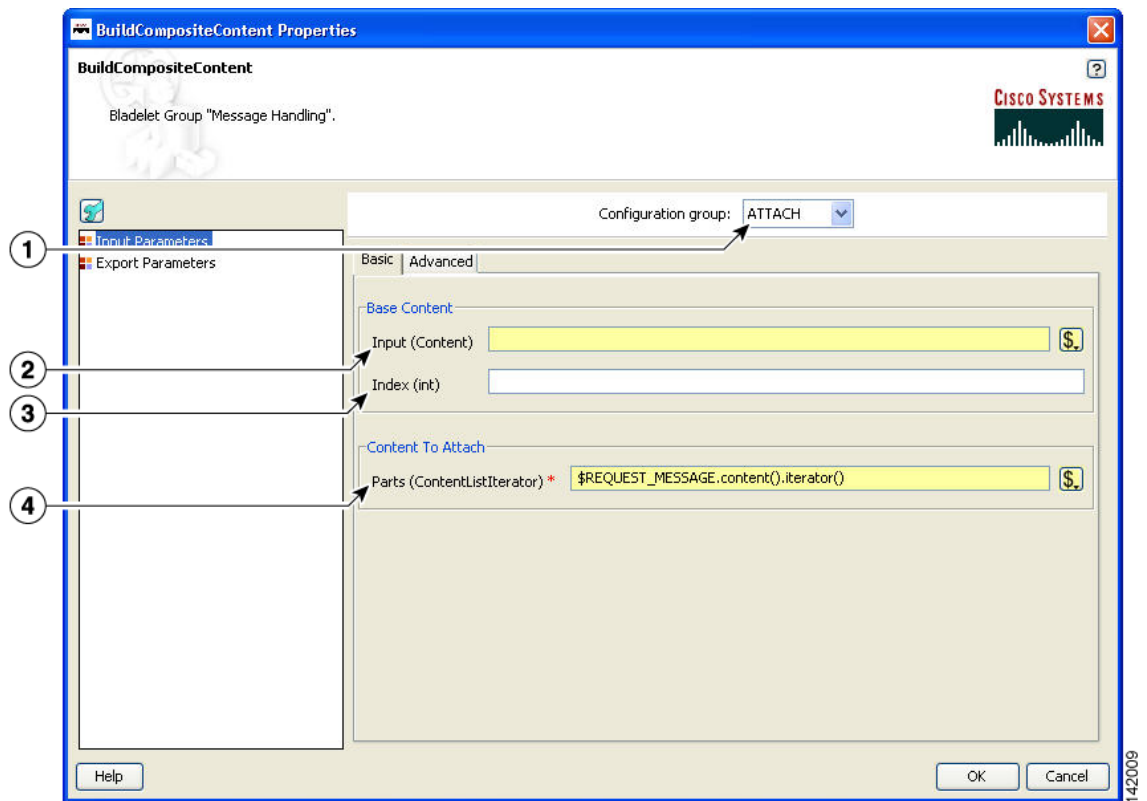 BuildCompositeContent Properties
BuildCompositeContent
?
Bladelet Group "Message Handling".
CISCO SYSTEMS
Configuration group: ATTACH
1
Input Parameters
Export Parameters
Basic Advanced
Base Content
Input (Content)
$
2
Index (int)
3
Content To Attach
Parts (ContentListIterator) * $REQUEST_MESSAGE.content().iterator()
$
4
Help
OK Cancel
142009